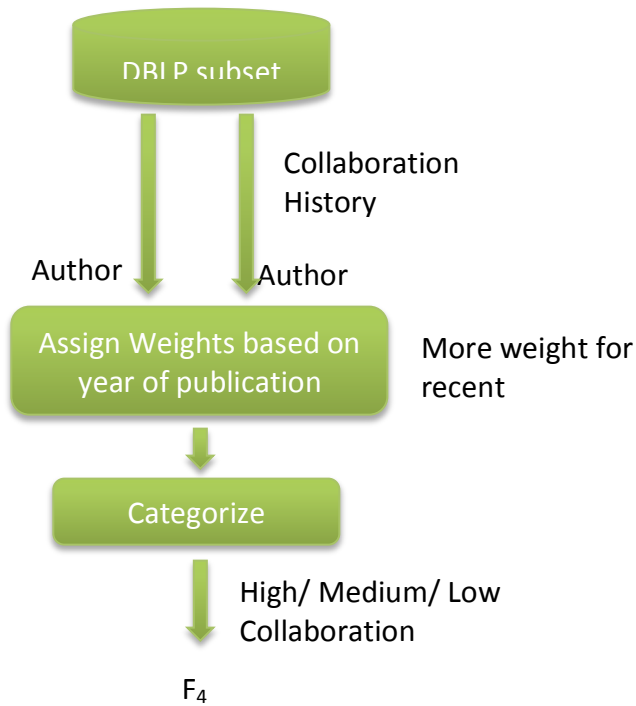 DBLP subset
Collaboration
History
Author
Author
Assign Weights based on
year of publication
More weight for
recent
Categorize
High/ Medium/ Low
Collaboration
F₄